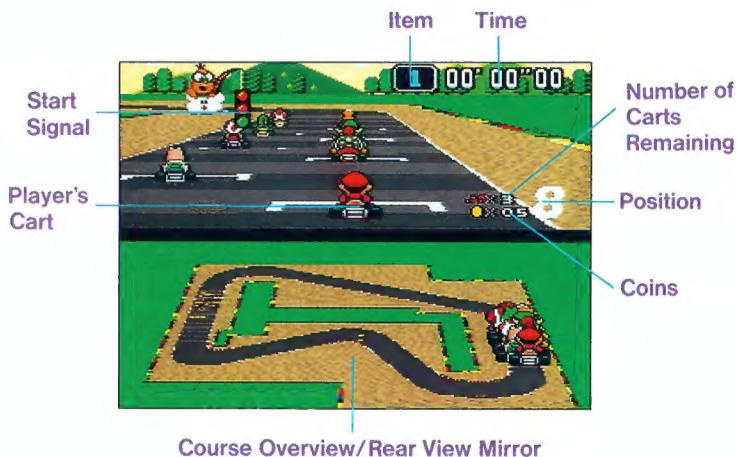 Item Time
1 00' 00"00
Start
Signal
Number of
Carts
Remaining
×3
8
Position
Player's
Cart
×05
Coins
Course Overview/Rear View Mirror